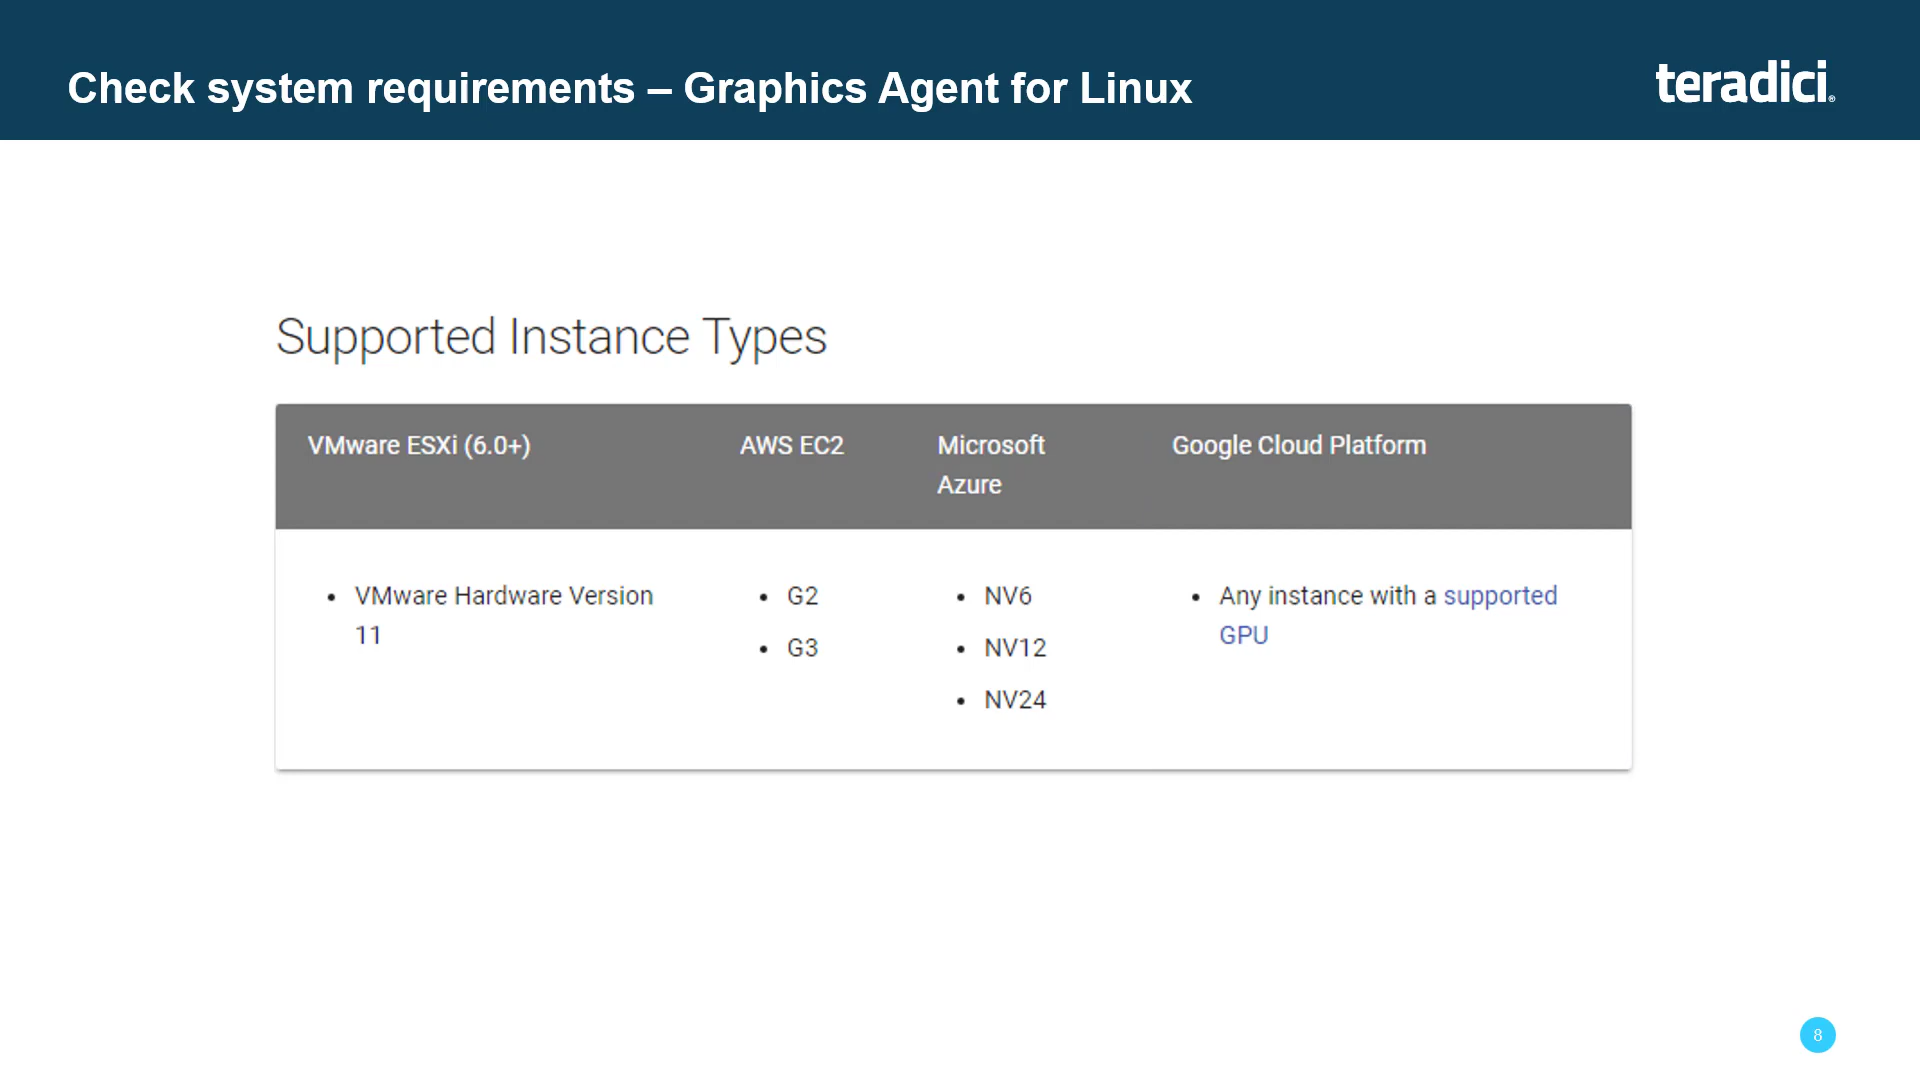 Check system requirements – Graphics Agent for Linux
teradici®
Supported Instance Types
VMware ESXi (6.0+)
AWS EC2
Microsoft
Azure
Google Cloud Platform
• VMware Hardware Version
11
• G2
• G3
• NV6
• NV12
• NV24
• Any instance with a supported
GPU
8